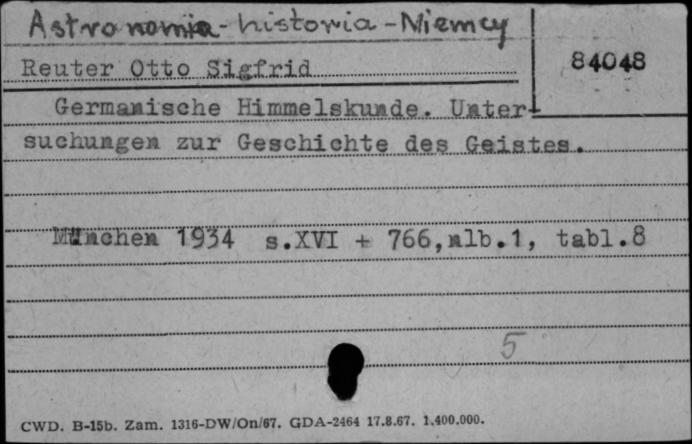 Astronomia - historia - Niemcy
84048
Reuter Otto Sigfrid
Germanische Himmelskunde. Unter-
suchungen zur Geschichte des Geistes.
München 1934 s.XVI + 766, nlb.1, tabl.8
5
CWD. B-15b. Zam. 1316-DW/On/67. GDA-2464 17.8.67. 1.400.000.